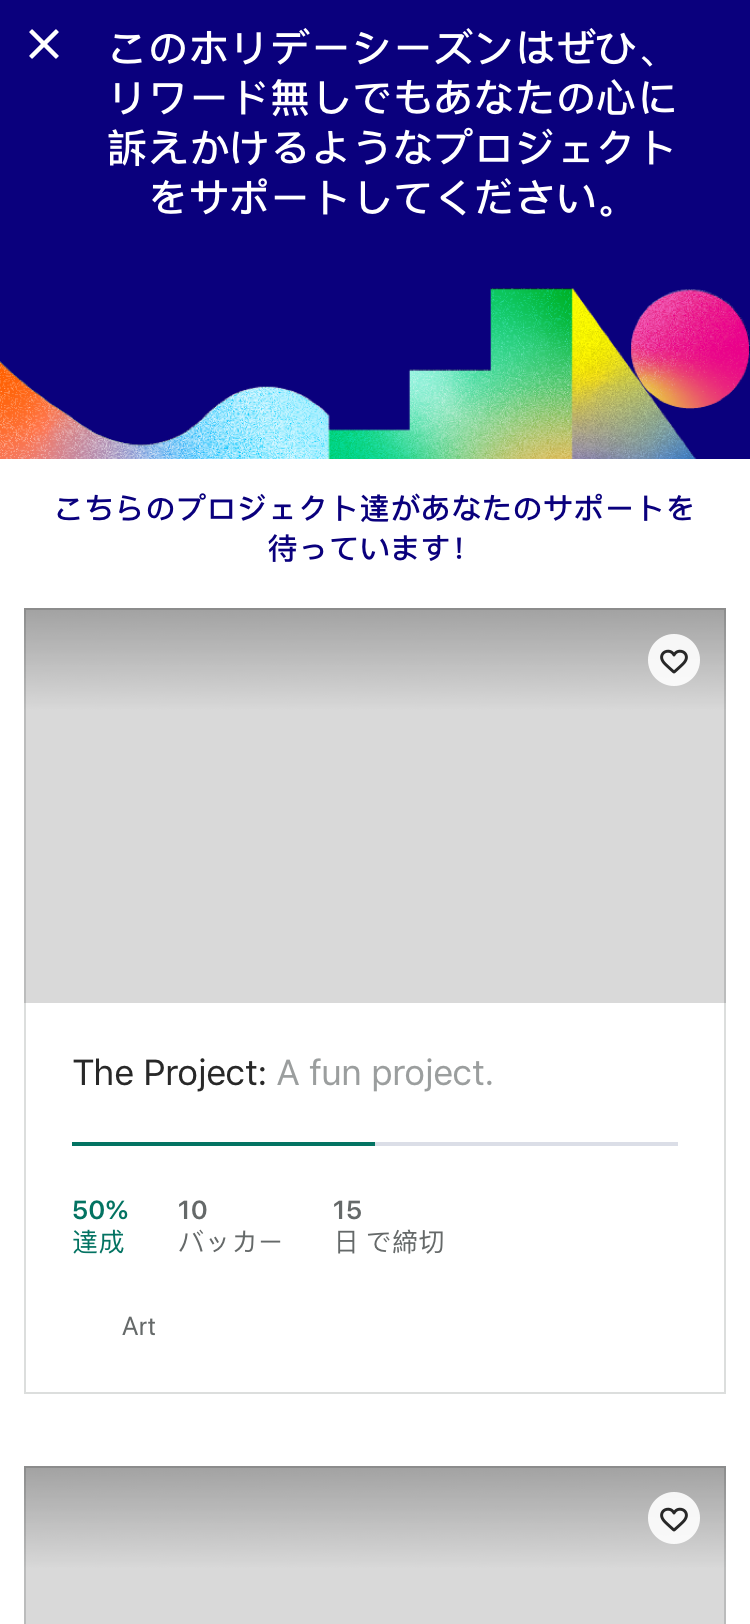 このホリデーシーズンはぜひ、
リワード無しでもあなたの心に
訴えかけるようなプロジェクト
をサポートしてください。
こちらのプロジェクト達があなたのサポートを
待っています!
The Project: A fun project.
50% 10 15
達成 バッカー 日 で締切
Art